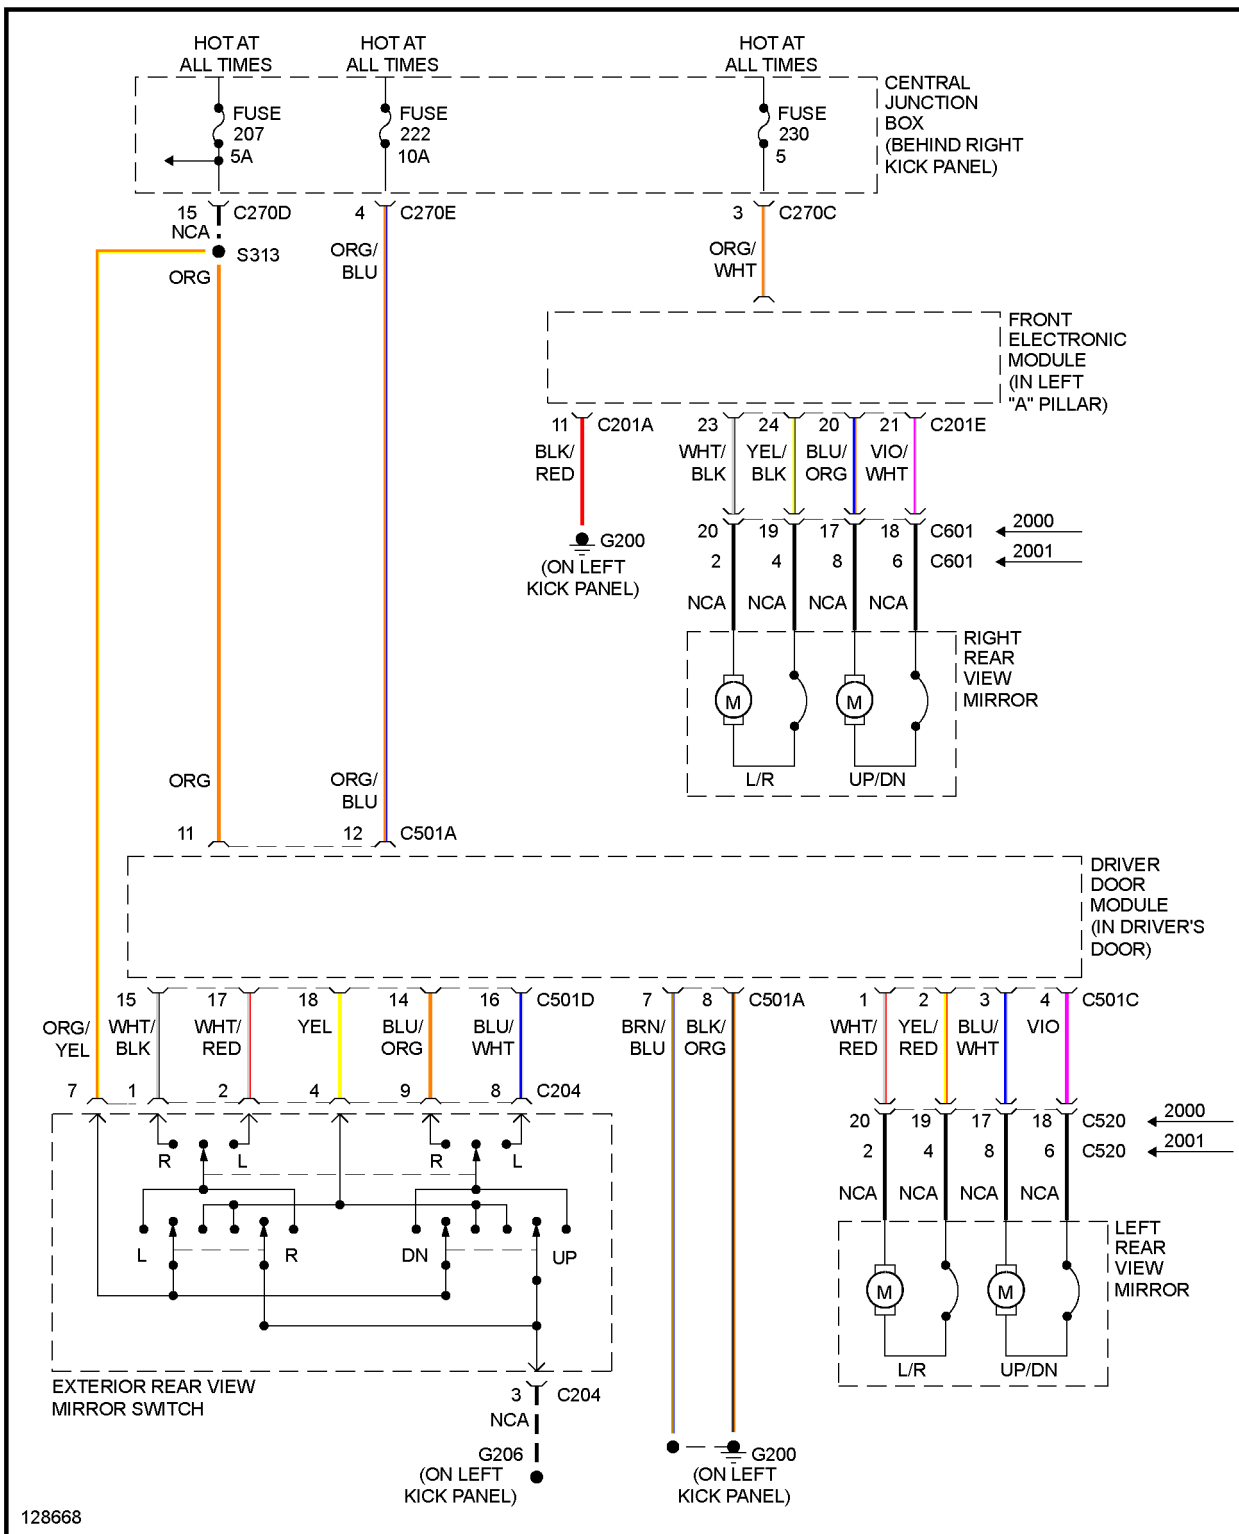 HOT AT
ALL TIMES
HOT AT
ALL TIMES
HOT AT
ALL TIMES
FUSE
207
5A
FUSE
222
10A
FUSE
230
5
CENTRAL
JUNCTION
BOX
(BEHIND RIGHT
KICK PANEL)
15 C270D
4 C270E
3 C270C
NCA
S313
ORG
ORG/
BLU
ORG/
WHT
FRONT
ELECTRONIC
MODULE
(IN LEFT
"A" PILLAR)
11 C201A
23 24 20 21 C201E
BLK/
RED
WHT/
BLK
YEL/
BLK
BLU/
ORG
VIO/
WHT
G200
(ON LEFT
KICK PANEL)
20 19 17 18 C601 2000
2 4 8 6 C601 2001
NCA NCA NCA NCA
RIGHT
REAR
VIEW
MIRROR
M M
L/R UP/DN
ORG
ORG/
BLU
11 12 C501A
DRIVER
DOOR
MODULE
(IN DRIVER'S
DOOR)
15 17 18 14 16 C501D
7 8 C501A
1 2 3 4 C501C
ORG/
YEL
WHT/
BLK
WHT/
RED
YEL
BLU/
ORG
BLU/
WHT
BRN/
BLU
BLK/
ORG
WHT/
RED
YEL/
RED
BLU/
WHT
VIO
7 1 2 4 9 8 C204
20 19 17 18 C520 2000
2 4 8 6 C520 2001
R L R L
L R DN UP
NCA NCA NCA NCA
LEFT
REAR
VIEW
MIRROR
M M
L/R UP/DN
EXTERIOR REAR VIEW
MIRROR SWITCH
3 C204
NCA
G206
(ON LEFT
KICK PANEL)
G200
(ON LEFT
KICK PANEL)
128668